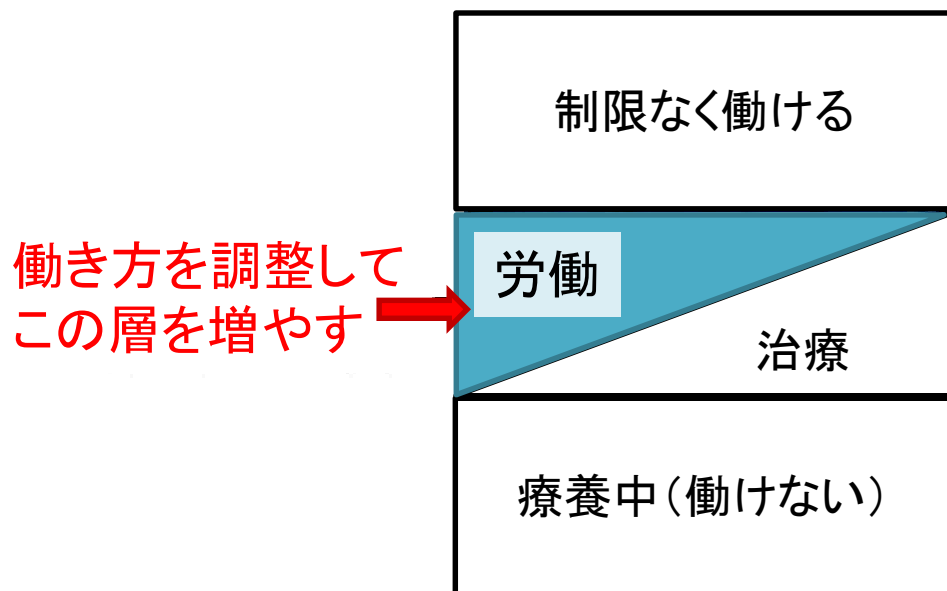 制限なく働ける
働き方を調整して
この層を増やす
労働
治療
療養中(働けない)